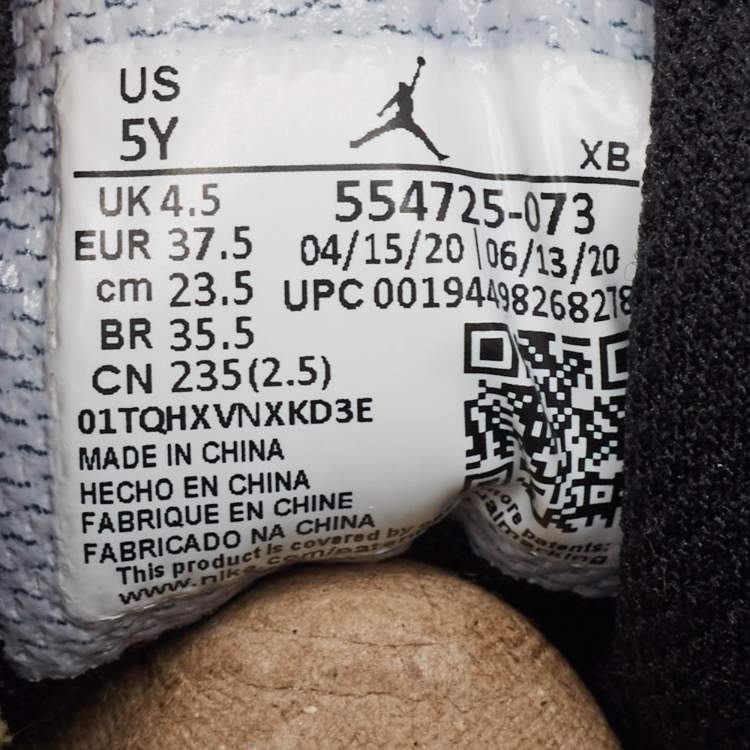 US
5Y
XB
UK 4.5
EUR 37.5
cm 23.5
BR 35.5
CN 235(2.5)
554725-073
04/15/20 | 06/13/20
UPC 00194498268278
01TQHXVNXKD3E
MADE IN CHINA
HECHO EN CHINA
FABRIQUE EN CHINE
FABRICADO NA CHINA
This product is covered by
www.nike.com/
patents: